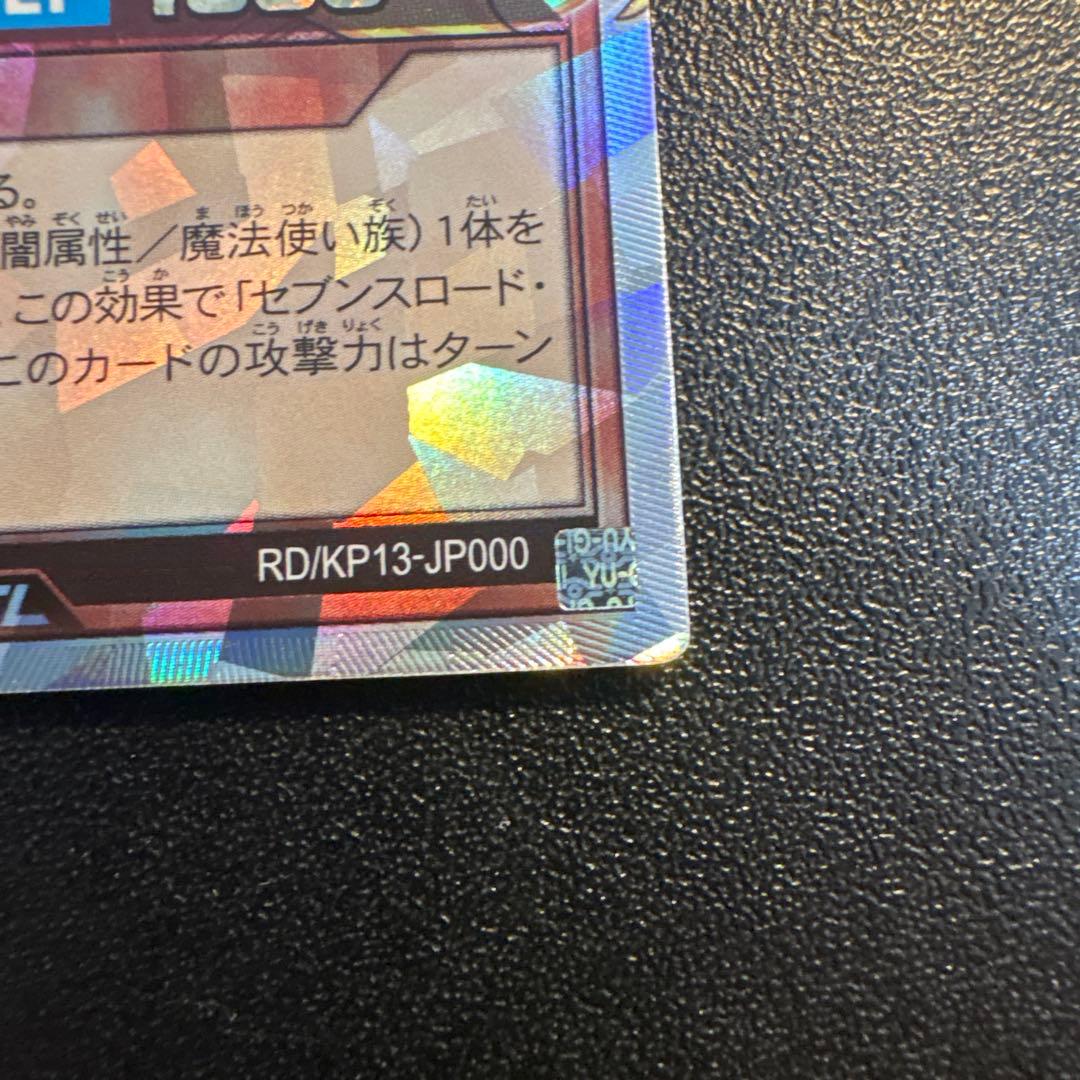 る。
闇属性／魔法使い族）1体を
この効果で「セブンスロード・
このカードの攻撃力はターン
RD/KP13-JP000